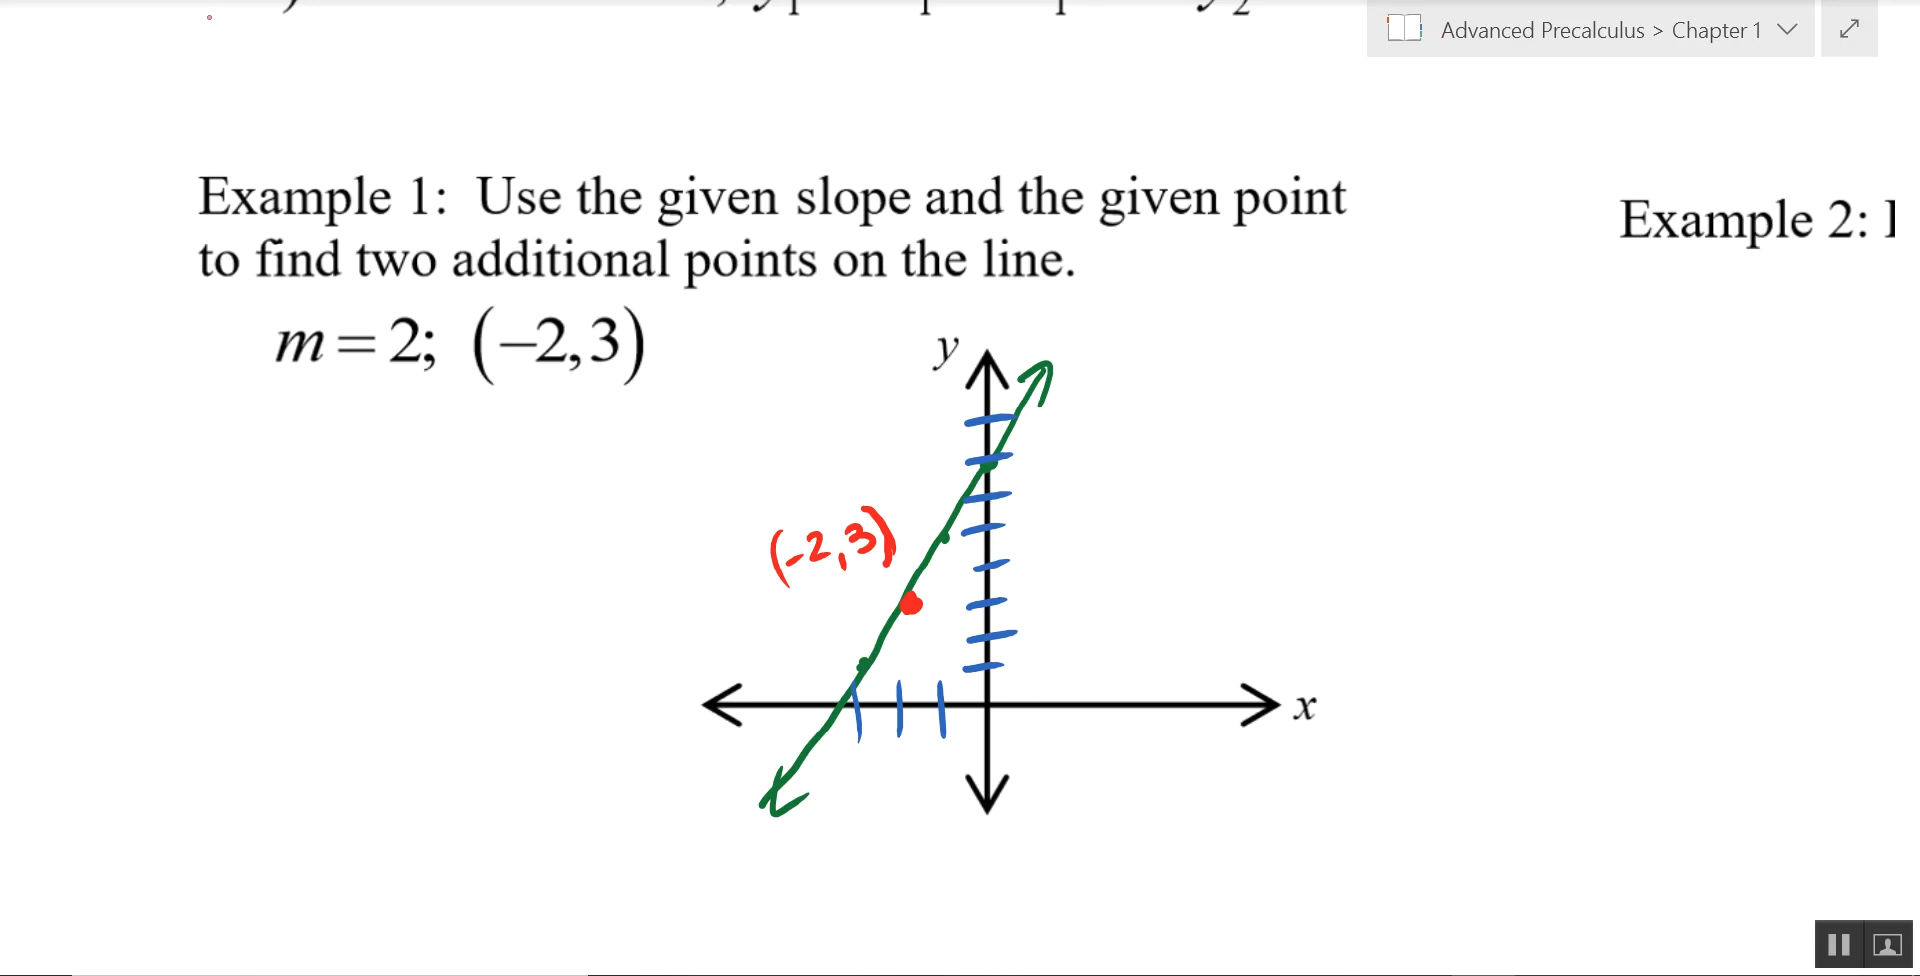 Advanced Precalculus > Chapter 1
Example 1: Use the given slope and the given point
to find two additional points on the line.
Example 2:
m = 2; (−2,3)
y
(-2,3)
x